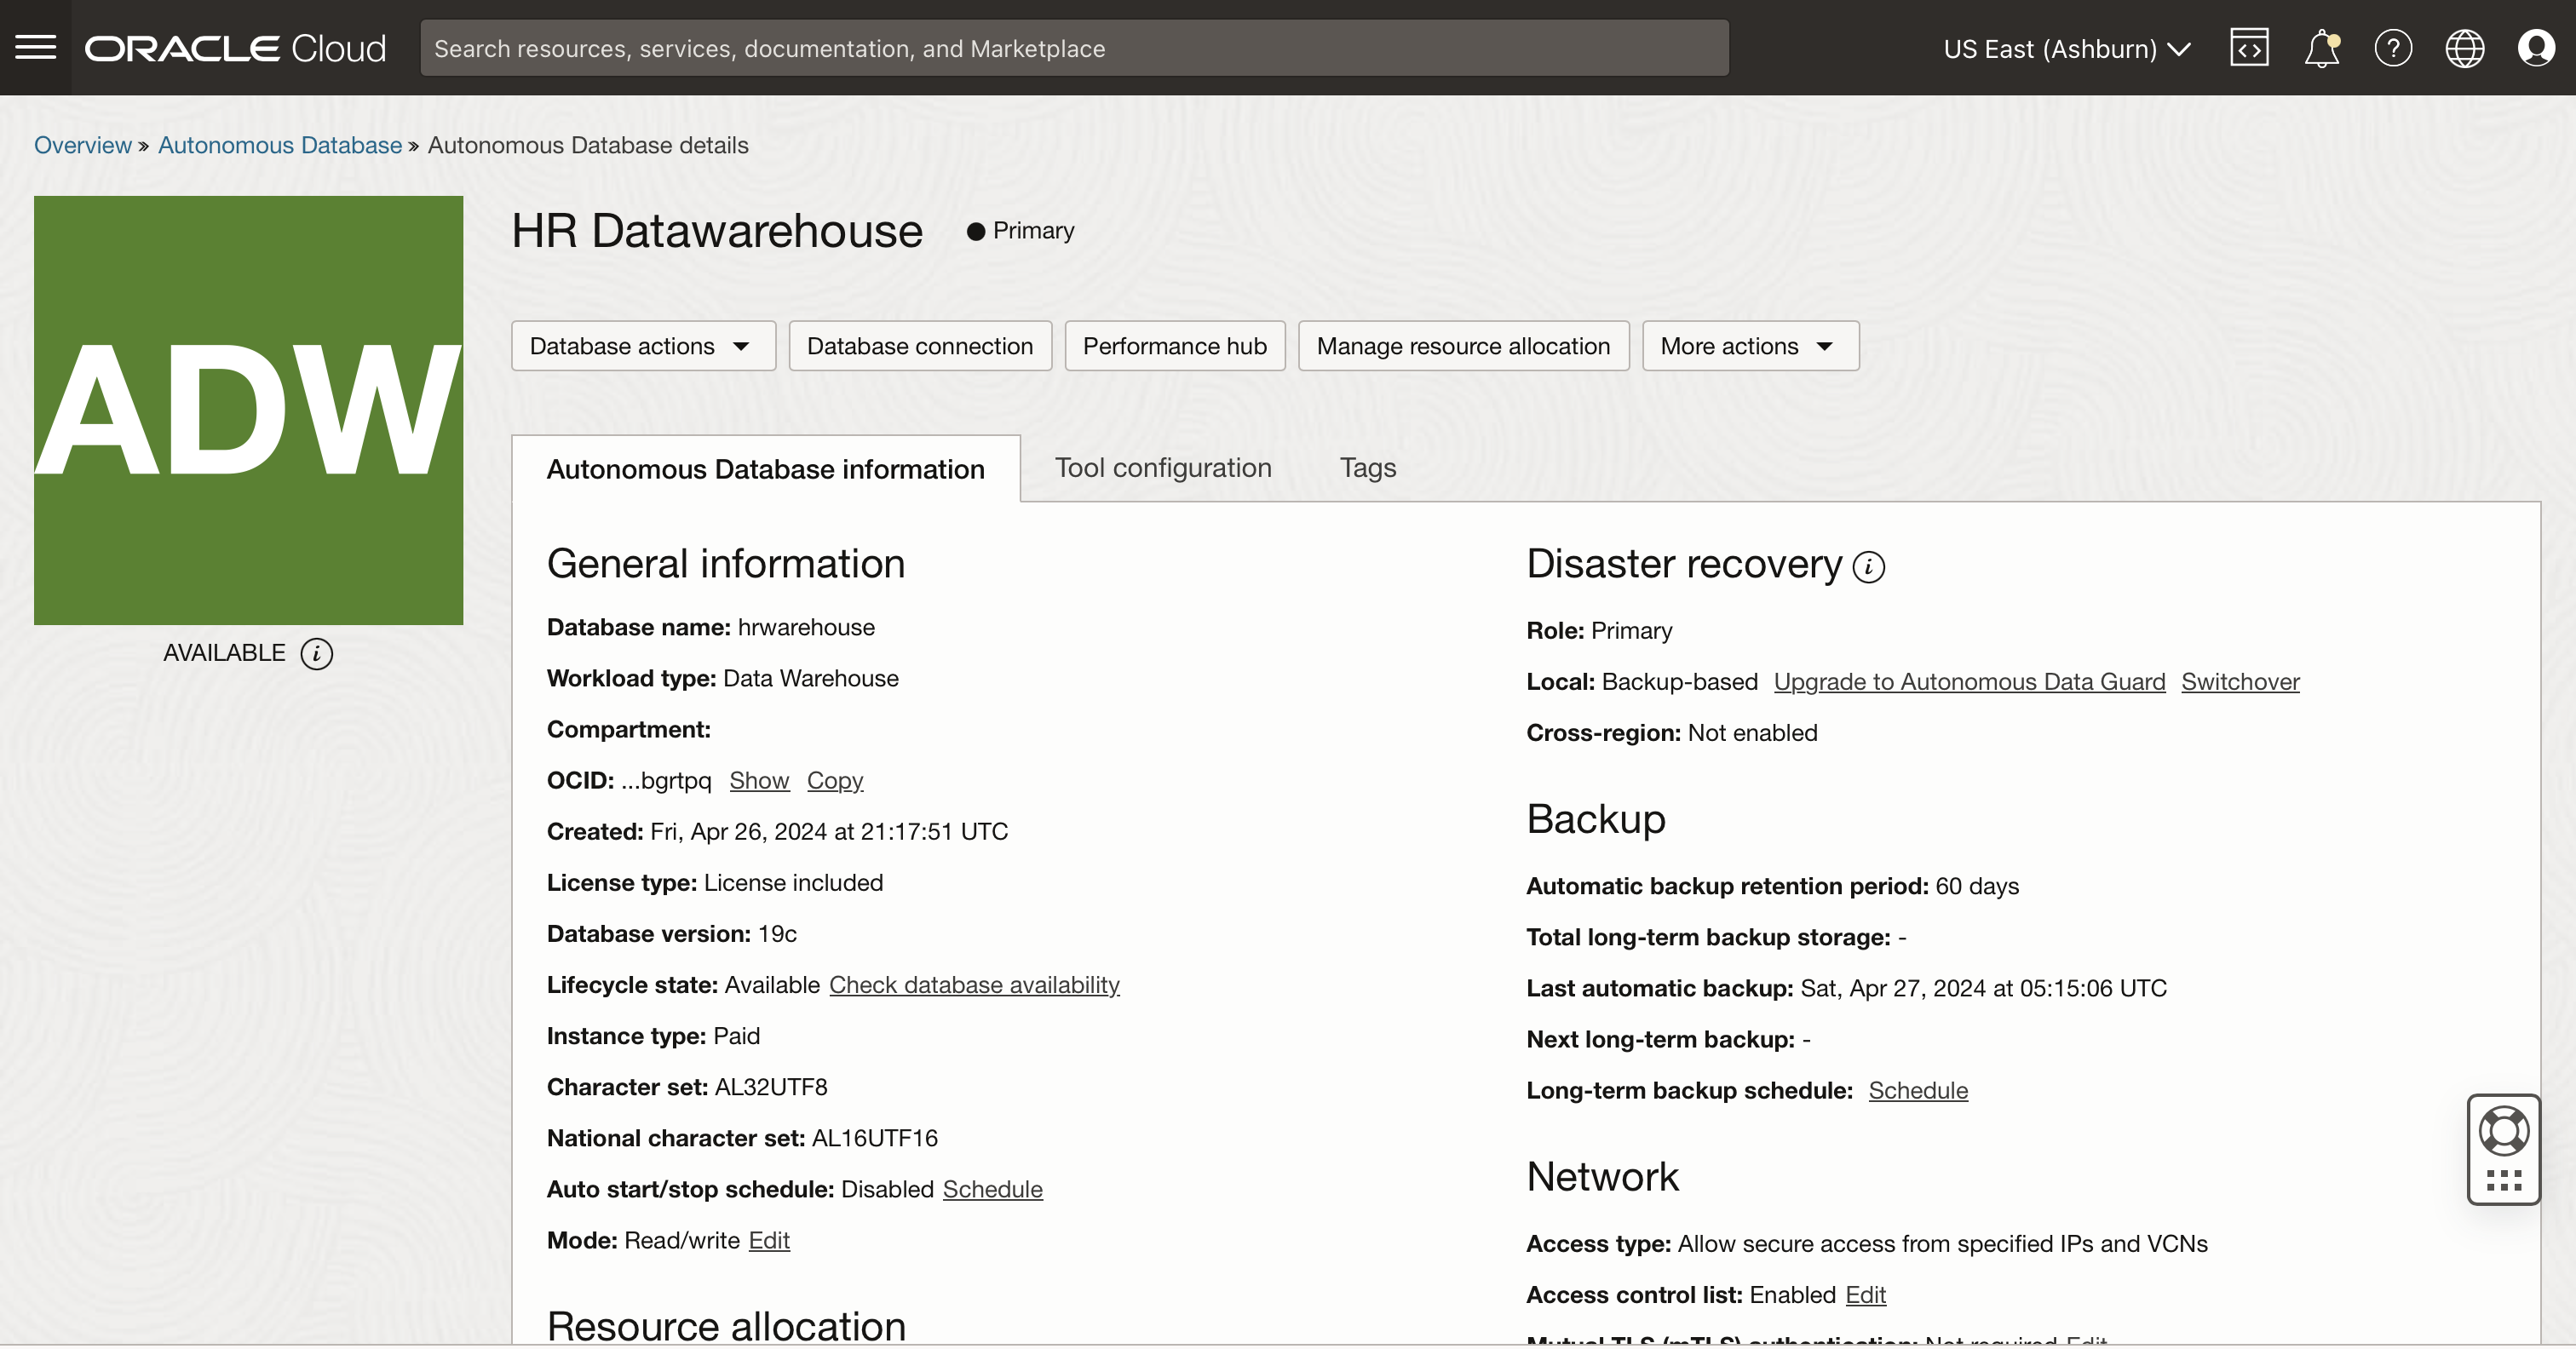 ORACLE Cloud
Search resources, services, documentation, and Marketplace
US East (Ashburn)
Overview » Autonomous Database » Autonomous Database details
ADW
AVAILABLE
HR Datawarehouse
Primary
Database actions
Database connection
Performance hub
Manage resource allocation
More actions
Autonomous Database information
Tool configuration
Tags
General information
Database name: hrwarehouse
Workload type: Data Warehouse
Compartment:
OCID: ...bgrtpq Show Copy
Created: Fri, Apr 26, 2024 at 21:17:51 UTC
License type: License included
Database version: 19c
Lifecycle state: Available Check database availability
Instance type: Paid
Character set: AL32UTF8
National character set: AL16UTF16
Auto start/stop schedule: Disabled Schedule
Mode: Read/write Edit
Resource allocation
Disaster recovery
Role: Primary
Local: Backup-based Upgrade to Autonomous Data Guard Switchover
Cross-region: Not enabled
Backup
Automatic backup retention period: 60 days
Total long-term backup storage: -
Last automatic backup: Sat, Apr 27, 2024 at 05:15:06 UTC
Next long-term backup: -
Long-term backup schedule: Schedule
Network
Access type: Allow secure access from specified IPs and VCNs
Access control list: Enabled Edit
Mutual TLS (mTLS) authentication: Not required Edit